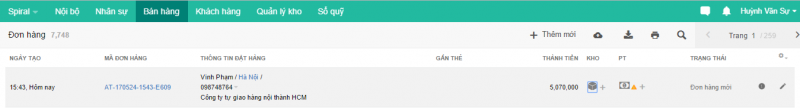 Spiral Nội bộ Nhân sự Bán hàng Khách hàng Quản lý kho Sổ quỹ Huỳnh Văn Sự
Đơn hàng 7,748 Thêm mới Trang 1 / 259
NGÀY TẠO MÃ ĐƠN HÀNG THÔNG TIN ĐẶT HÀNG GẮN THẺ THÀNH TIỀN KHO PT TRẠNG THÁI
15:43, Hôm nay AT-170524-1543-E609 Vinh Phạm / Hà Nội / 5,070,000 Đơn hàng mới
098748764
Công ty tự giao hàng nội thành HCM